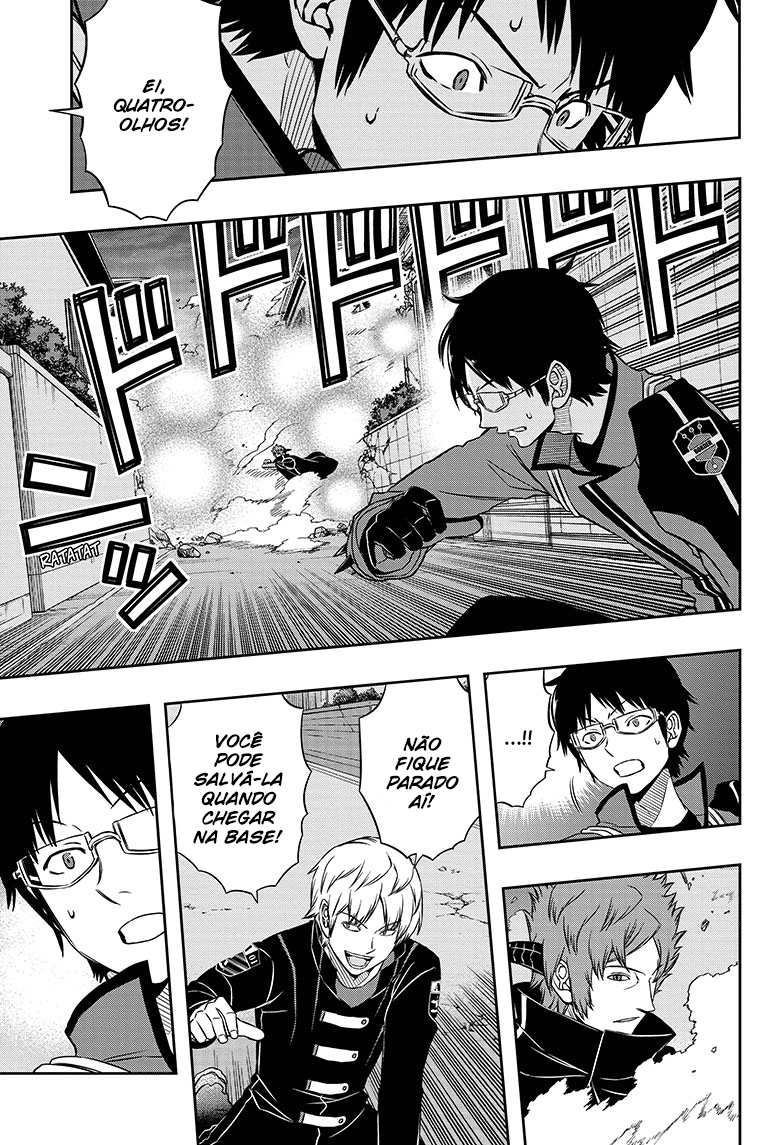 EI,
QUATRO-
OLHOS!
ドドドドドド
ンッ
RATATAT
...!!
NÃO
FIQUE
PARADO
AÍ!
VOCÊ
PODE
SALVÁ-LA
QUANDO
CHEGAR
NA BASE!